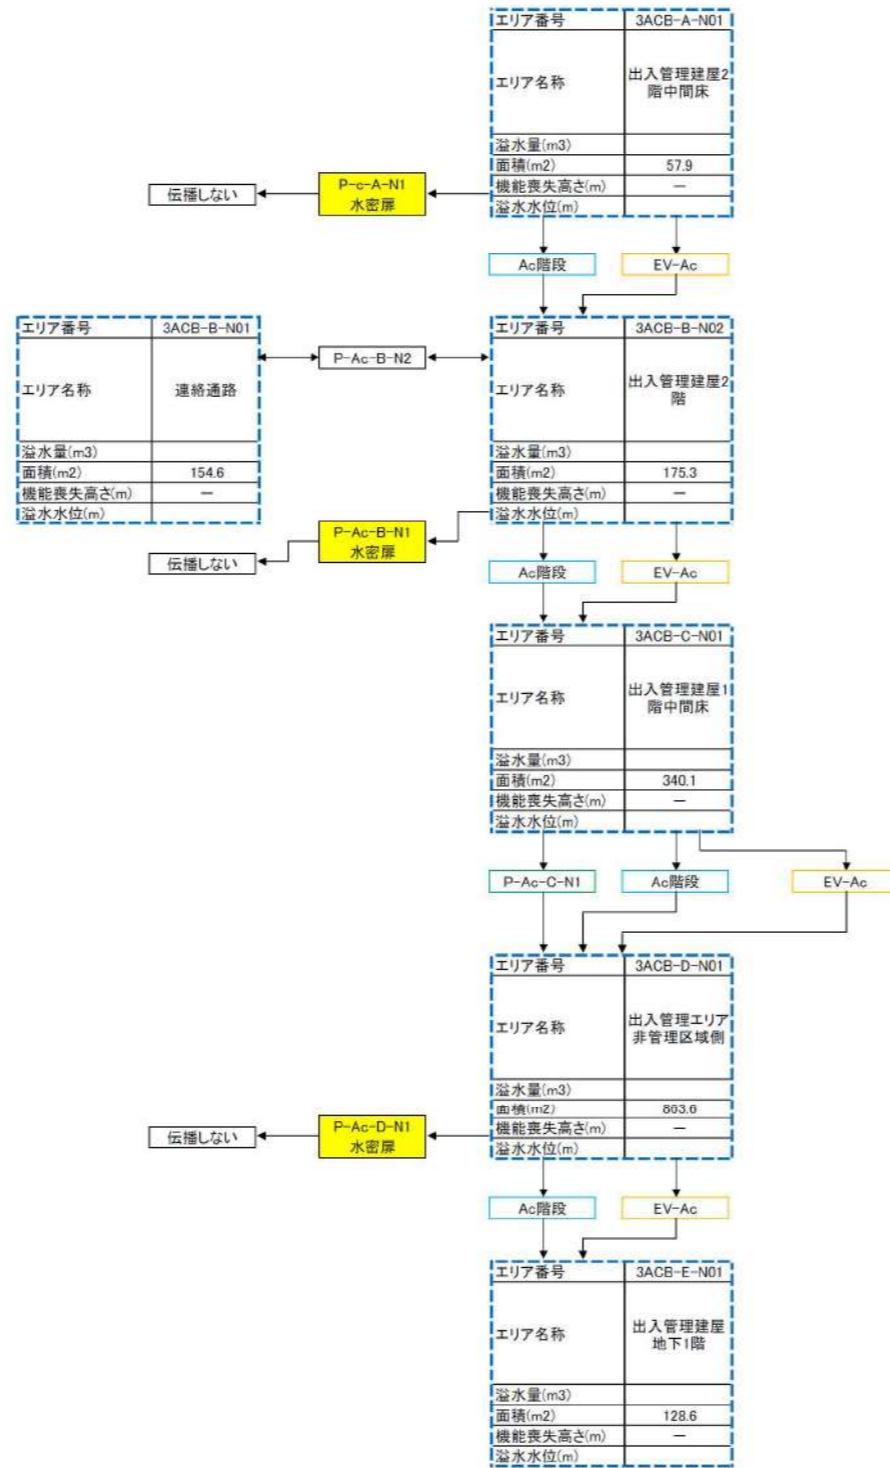 エリア番号 3ACB-A-N01
エリア名称 出入管理建屋2
階中間床
溢水量(m3)
面積(m2) 57.9
機能喪失高さ(m) －
溢水水位(m)
伝播しない
P-c-A-N1
水密扉
Ac階段
EV-Ac
エリア番号 3ACB-B-N01
エリア名称 連絡通路
溢水量(m3)
面積(m2) 154.6
機能喪失高さ(m) －
溢水水位(m)
P-Ac-B-N2
エリア番号 3ACB-B-N02
エリア名称 出入管理建屋2
階
溢水量(m3)
面積(m2) 175.3
機能喪失高さ(m) －
溢水水位(m)
伝播しない
P-Ac-B-N1
水密扉
Ac階段
EV-Ac
エリア番号 3ACB-C-N01
エリア名称 出入管理建屋1
階中間床
溢水量(m3)
面積(m2) 340.1
機能喪失高さ(m) －
溢水水位(m)
P-Ac-C-N1
Ac階段
EV-Ac
エリア番号 3ACB-D-N01
エリア名称 出入管理エリア
非管理区域側
溢水量(m3)
面積(m2)
機能喪失高さ(m) －
溢水水位(m)
伝播しない
P-Ac-D-N1
水密扉
Ac階段
EV-Ac
エリア番号 3ACB-E-N01
エリア名称 出入管理建屋
地下1階
溢水量(m3)
面積(m2) 128.6
機能喪失高さ(m) －
溢水水位(m)